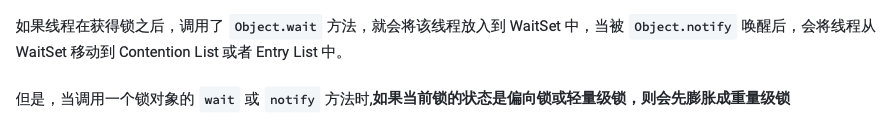 如果线程在获得锁之后，调用了 Object.wait 方法，就会将该线程放入到 WaitSet 中，当被 Object.notify 唤醒后，会将线程从
WaitSet 移动到 Contention List 或者 Entry List 中。
但是，当调用一个锁对象的 wait 或 notify 方法时,如果当前锁的状态是偏向锁或轻量级锁，则会先膨胀成重量级锁